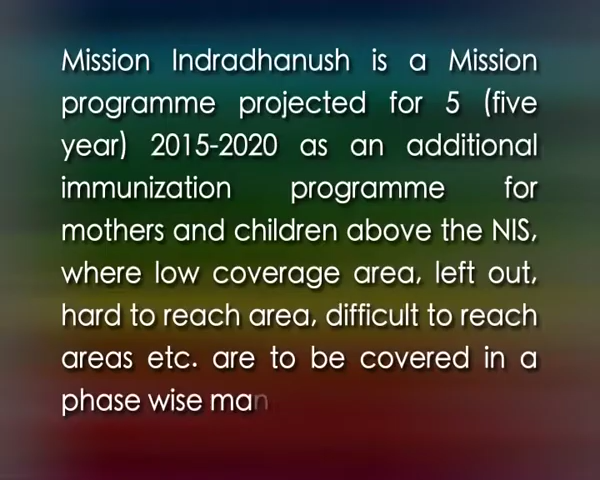 Mission Indradhanush is a Mission
programme projected for 5 (five
year) 2015-2020 as an additional
immunization programme for
mothers and children above the NIS,
where low coverage area, left out,
hard to reach area, difficult to reach
areas etc. are to be covered in a
phase wise man